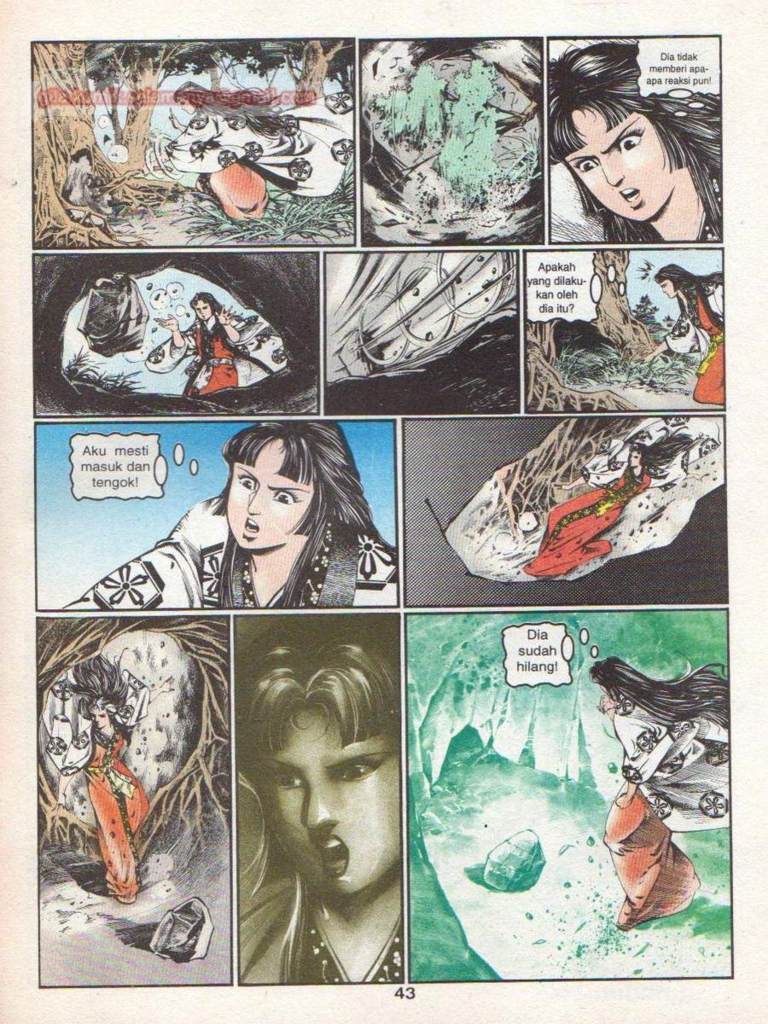 Dia tidak
memberi apa-
apa reaksi pun!
Apakah
yang dilaku-
kan oleh
dia itu?
Aku mesti
masuk dan
tengok!
Dia
sudah
hilang!
43